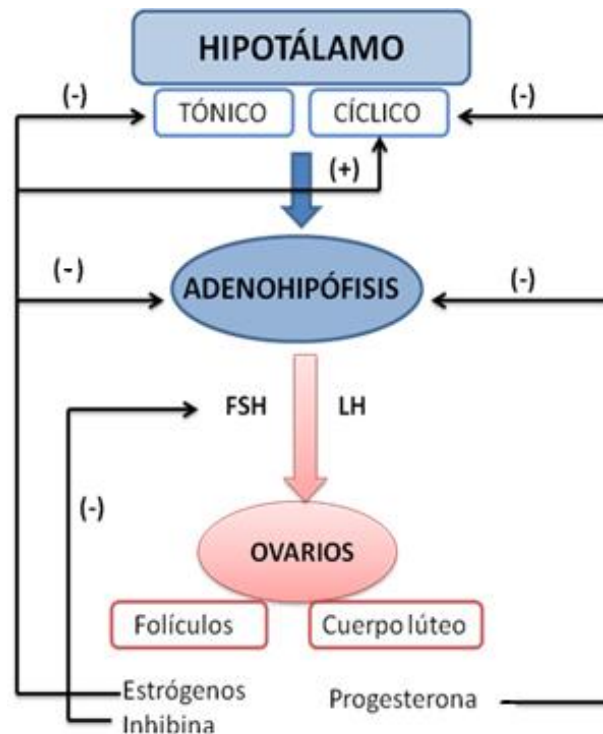 HIPOTÁLAMO
(-) (-)
TÓNICO CÍCLICO
(+)
(-) (-)
ADENOHIPÓFISIS
FSH LH
(-)
OVARIOS
Folículos Cuerpo lúteo
Estrógenos Progesterona
Inhibina